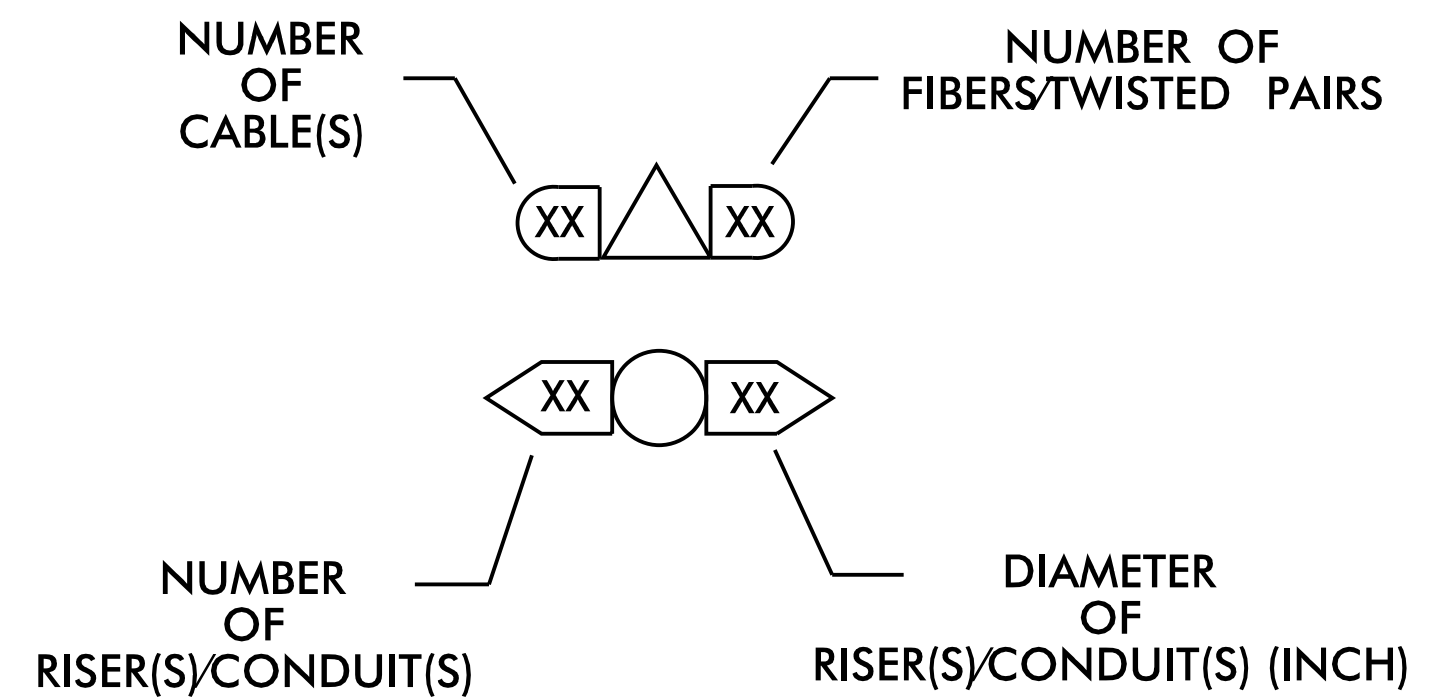 NUMBER
OF
CABLE(S)
NUMBER OF
FIBERS/TWISTED PAIRS
XX
XX
XX
XX
NUMBER
OF
RISER(S)/CONDUIT(S)
DIAMETER
OF
RISER(S)/CONDUIT(S) (INCH)